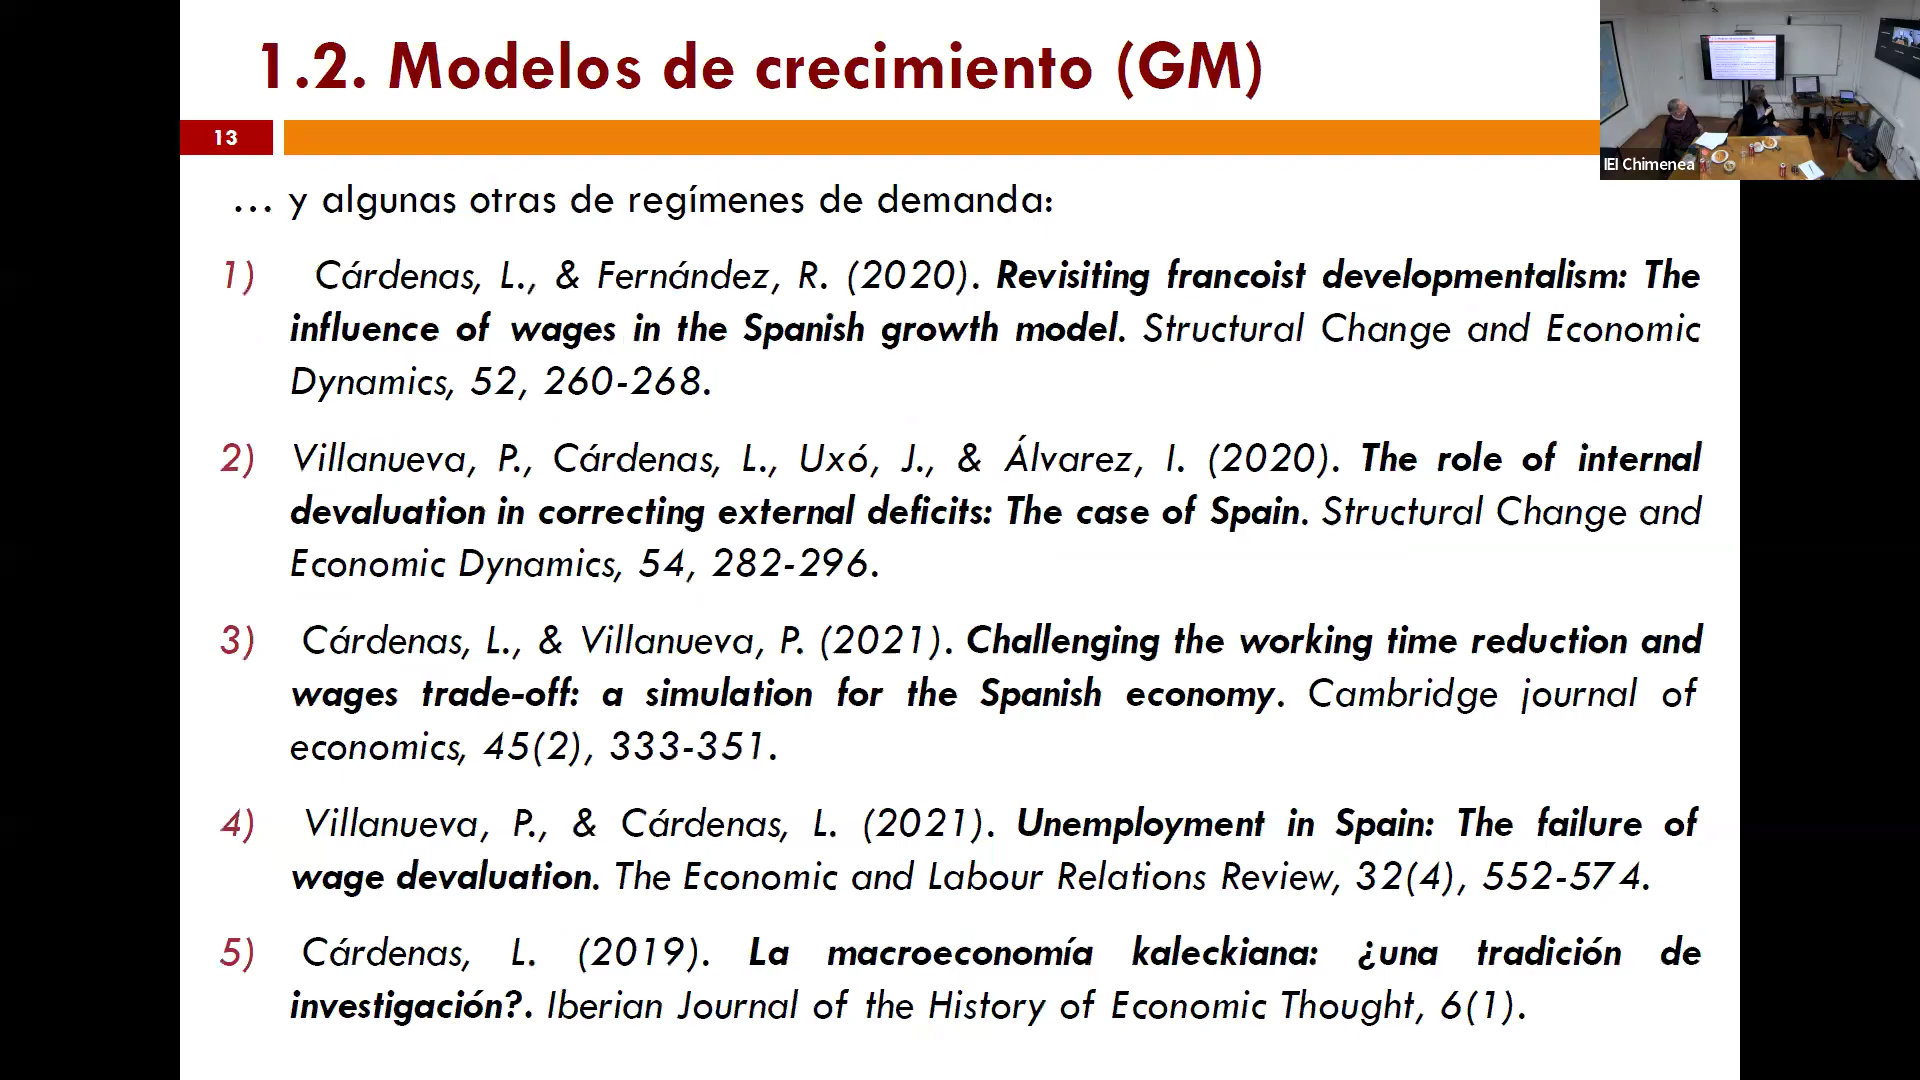 1.2. Modelos de crecimiento (GM)
13
IEI Chimenea
… y algunas otras de regímenes de demanda:
1) Cárdenas, L., & Fernández, R. (2020). Revisiting francoist developmentalism: The
influence of wages in the Spanish growth model. Structural Change and Economic
Dynamics, 52, 260-268.
2) Villanueva, P., Cárdenas, L., Uxó, J., & Álvarez, I. (2020). The role of internal
devaluation in correcting external deficits: The case of Spain. Structural Change and
Economic Dynamics, 54, 282-296.
3) Cárdenas, L., & Villanueva, P. (2021). Challenging the working time reduction and
wages trade-off: a simulation for the Spanish economy. Cambridge journal of
economics, 45(2), 333-351.
4) Villanueva, P., & Cárdenas, L. (2021). Unemployment in Spain: The failure of
wage devaluation. The Economic and Labour Relations Review, 32(4), 552-574.
5) Cárdenas, L. (2019). La macroeconomía kaleckiana: ¿una tradición de
investigación?. Iberian Journal of the History of Economic Thought, 6(1).